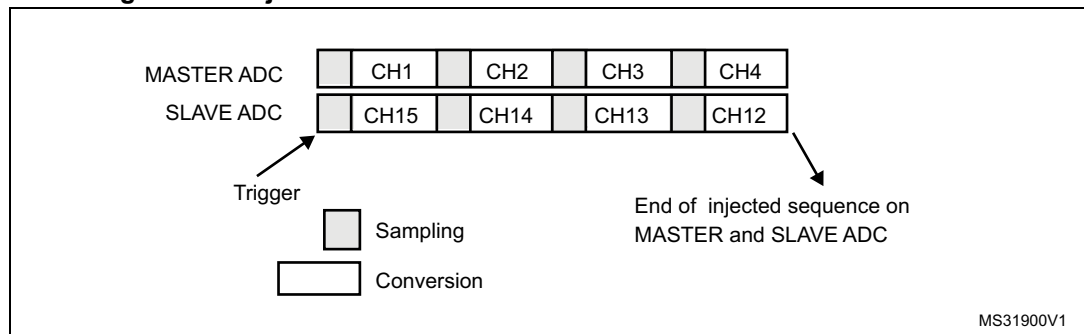 MASTER ADC CH1 CH2 CH3 CH4
SLAVE ADC CH15 CH14 CH13 CH12
Trigger
End of injected sequence on
MASTER and SLAVE ADC
Sampling
Conversion
MS31900V1